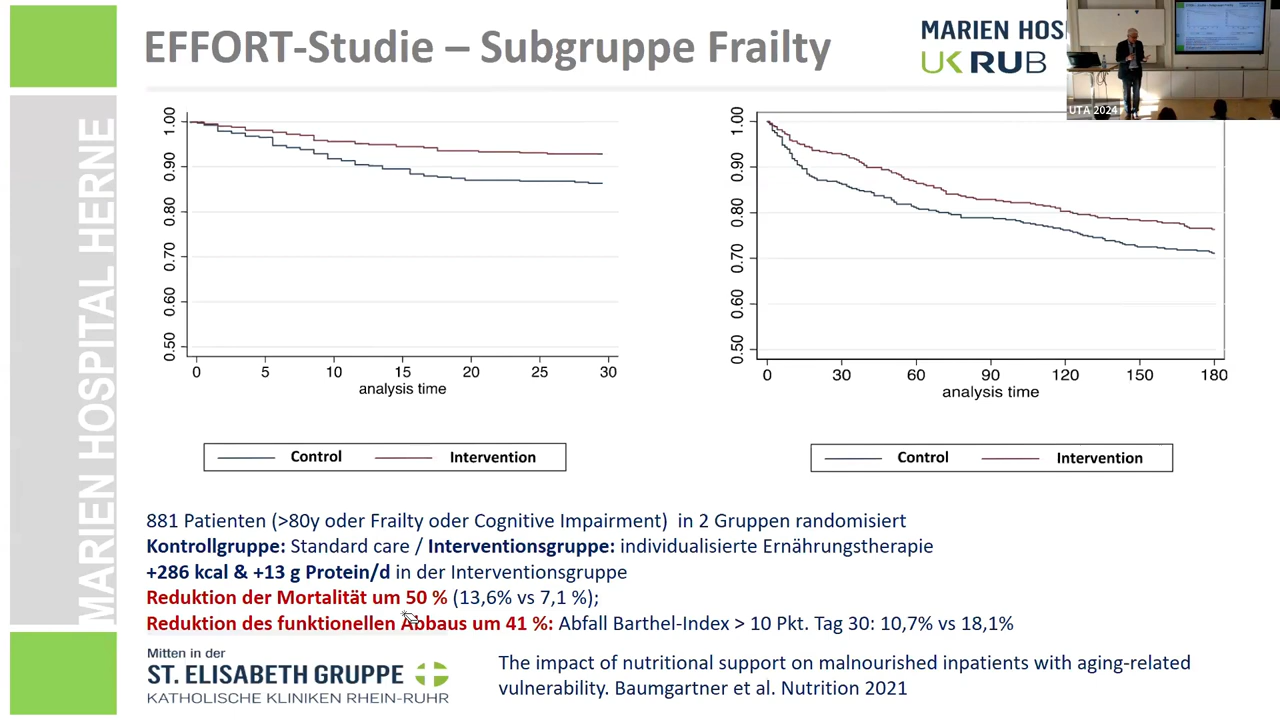 EFFORT-Studie – Subgruppe Frailty
MARIEN HOSI
UK RUB
UTA 2024
MARIEN HOSPITAL HERNE
1.00
0.90
0.80
0.70
0.60
0.50
0 5 10 15 20 25 30
analysis time
Control Intervention
1.00
0.90
0.80
0.70
0.60
0.50
0 30 60 90 120 150 180
analysis time
Control Intervention
881 Patienten (>80y oder Frailty oder Cognitive Impairment) in 2 Gruppen randomisiert
Kontrollgruppe: Standard care / Interventionsgruppe: individualisierte Ernährungstherapie
+286 kcal & +13 g Protein/d in der Interventionsgruppe
Reduktion der Mortalität um 50 % (13,6% vs 7,1 %);
Reduktion des funktionellen Abbaus um 41 %: Abfall Barthel-Index > 10 Pkt. Tag 30: 10,7% vs 18,1%
Mitten in der
ST. ELISABETH GRUPPE
KATHOLISCHE KLINIKEN RHEIN-RUHR
The impact of nutritional support on malnourished inpatients with aging-related
vulnerability. Baumgartner et al. Nutrition 2021